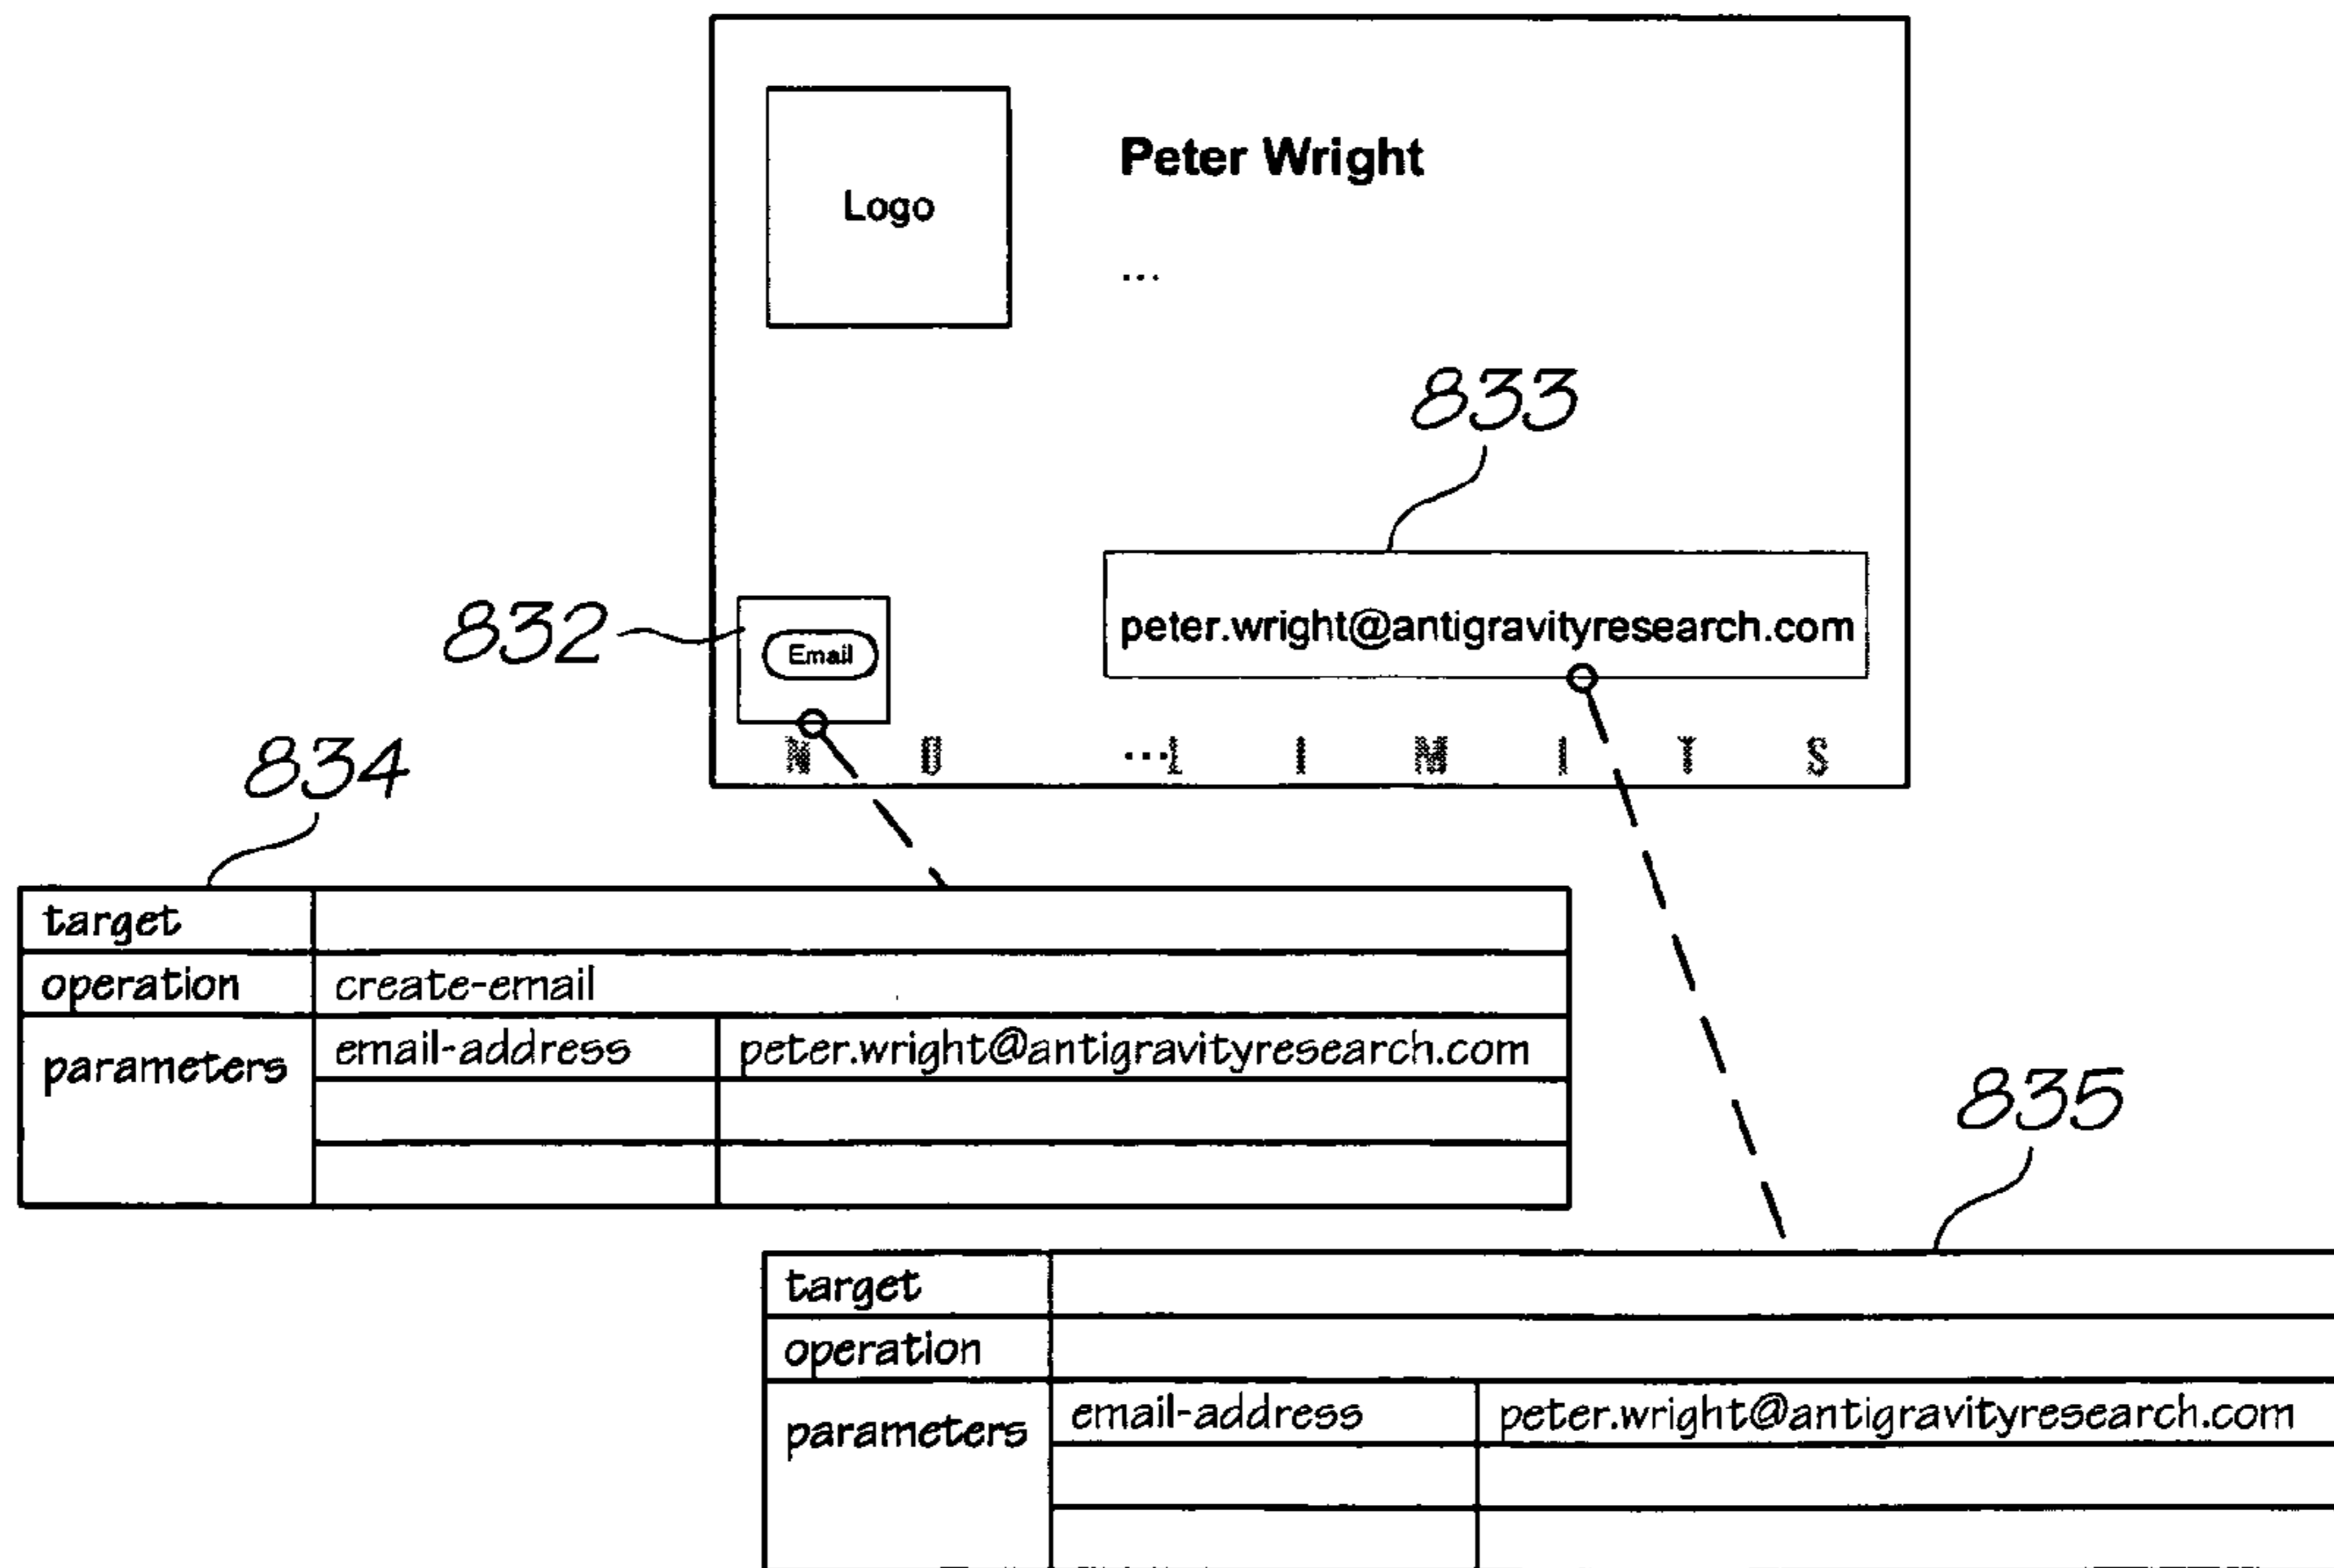 Logo
Peter Wright
...
833
832
Email
peter.wright@antigravityresearch.com
N O ...L I M I T S
834
target
operation create-email
parameters email-address peter.wright@antigravityresearch.com
835
target
operation
parameters email-address peter.wright@antigravityresearch.com